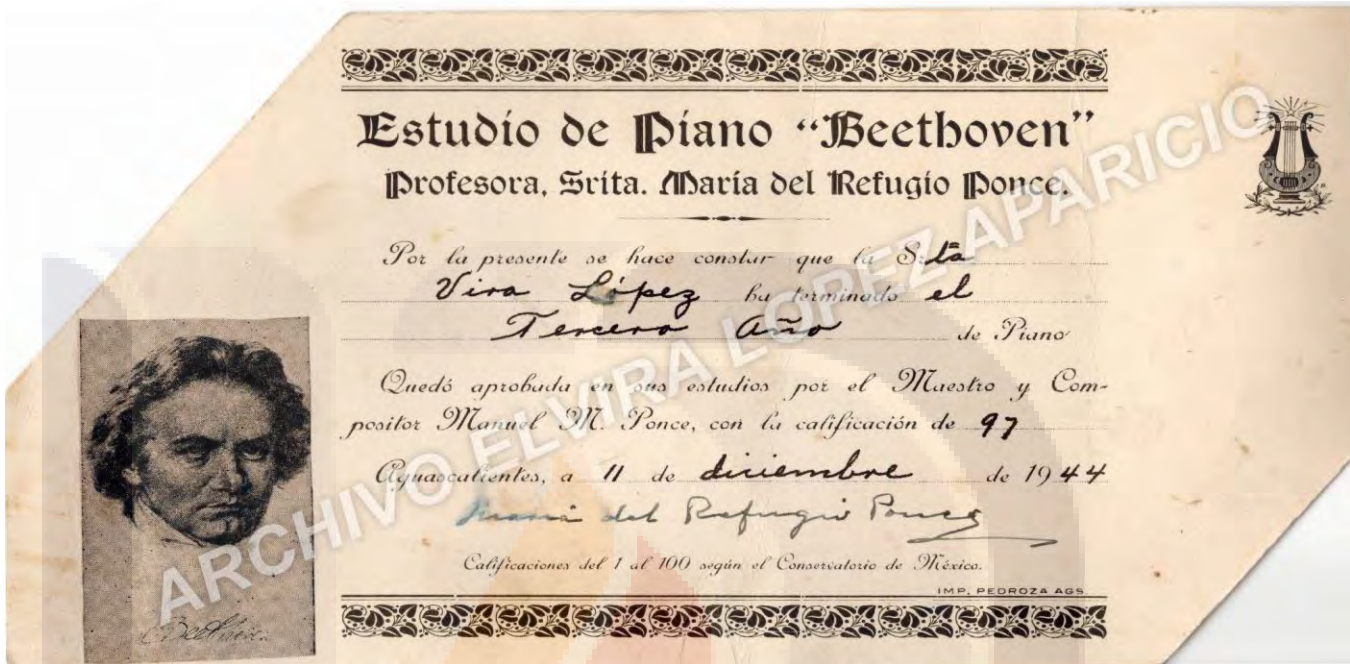 Estudio de Piano "Beethoven"
Profesora, Srita. María del Refugio Ponce.
Por la presente se hace constar que la Srta
Vira López ha terminado el
Tercero Año de Piano
Quedó aprobada en sus estudios por el Maestro y Com-
positor Manuel M. Ponce, con la calificación de 97
Aguascalientes, a 11 de diciembre de 1944
María del Refugio Ponce
Calificaciones del 1 al 100 según el Conservatorio de México.
IMP. PEDROZA AGS.
Beethoven
ARCHIVO ELVIRA LOPEZ APARICIO